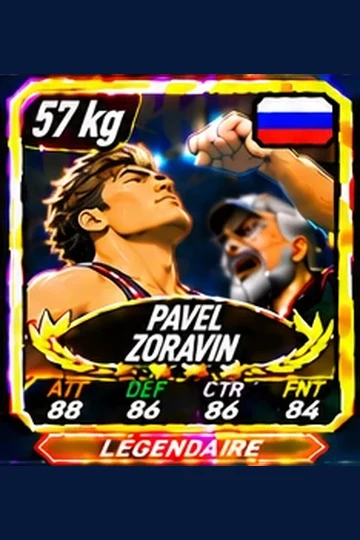 57 kg
PAVEL
ZORAVIN
ATT DEF CTR FNT
88 86 86 84
LÉGENDAIRE